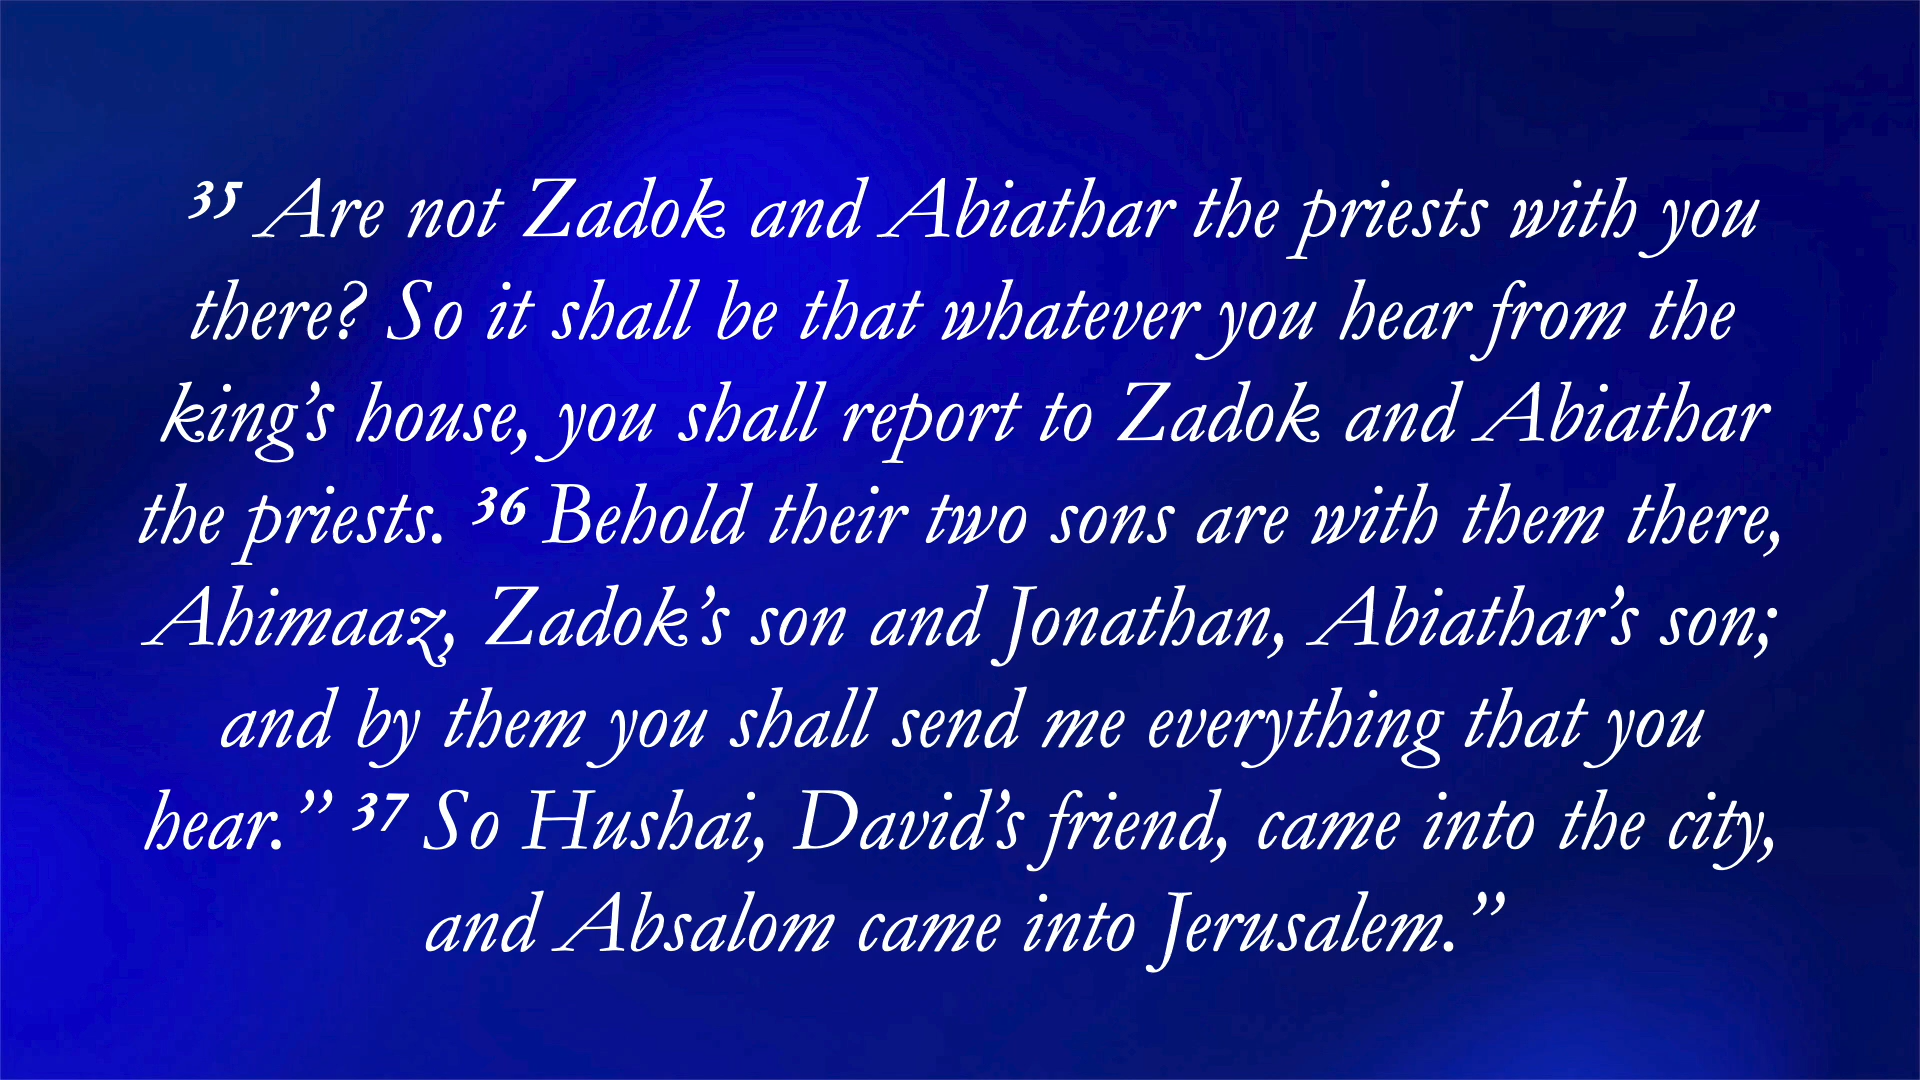 ³⁵ Are not Zadok and Abiathar the priests with you
there? So it shall be that whatever you hear from the
king’s house, you shall report to Zadok and Abiathar
the priests. ³⁶ Behold their two sons are with them there,
Ahimaaz, Zadok’s son and Jonathan, Abiathar’s son;
and by them you shall send me everything that you
hear.” ³⁷ So Hushai, David’s friend, came into the city,
and Absalom came into Jerusalem.”